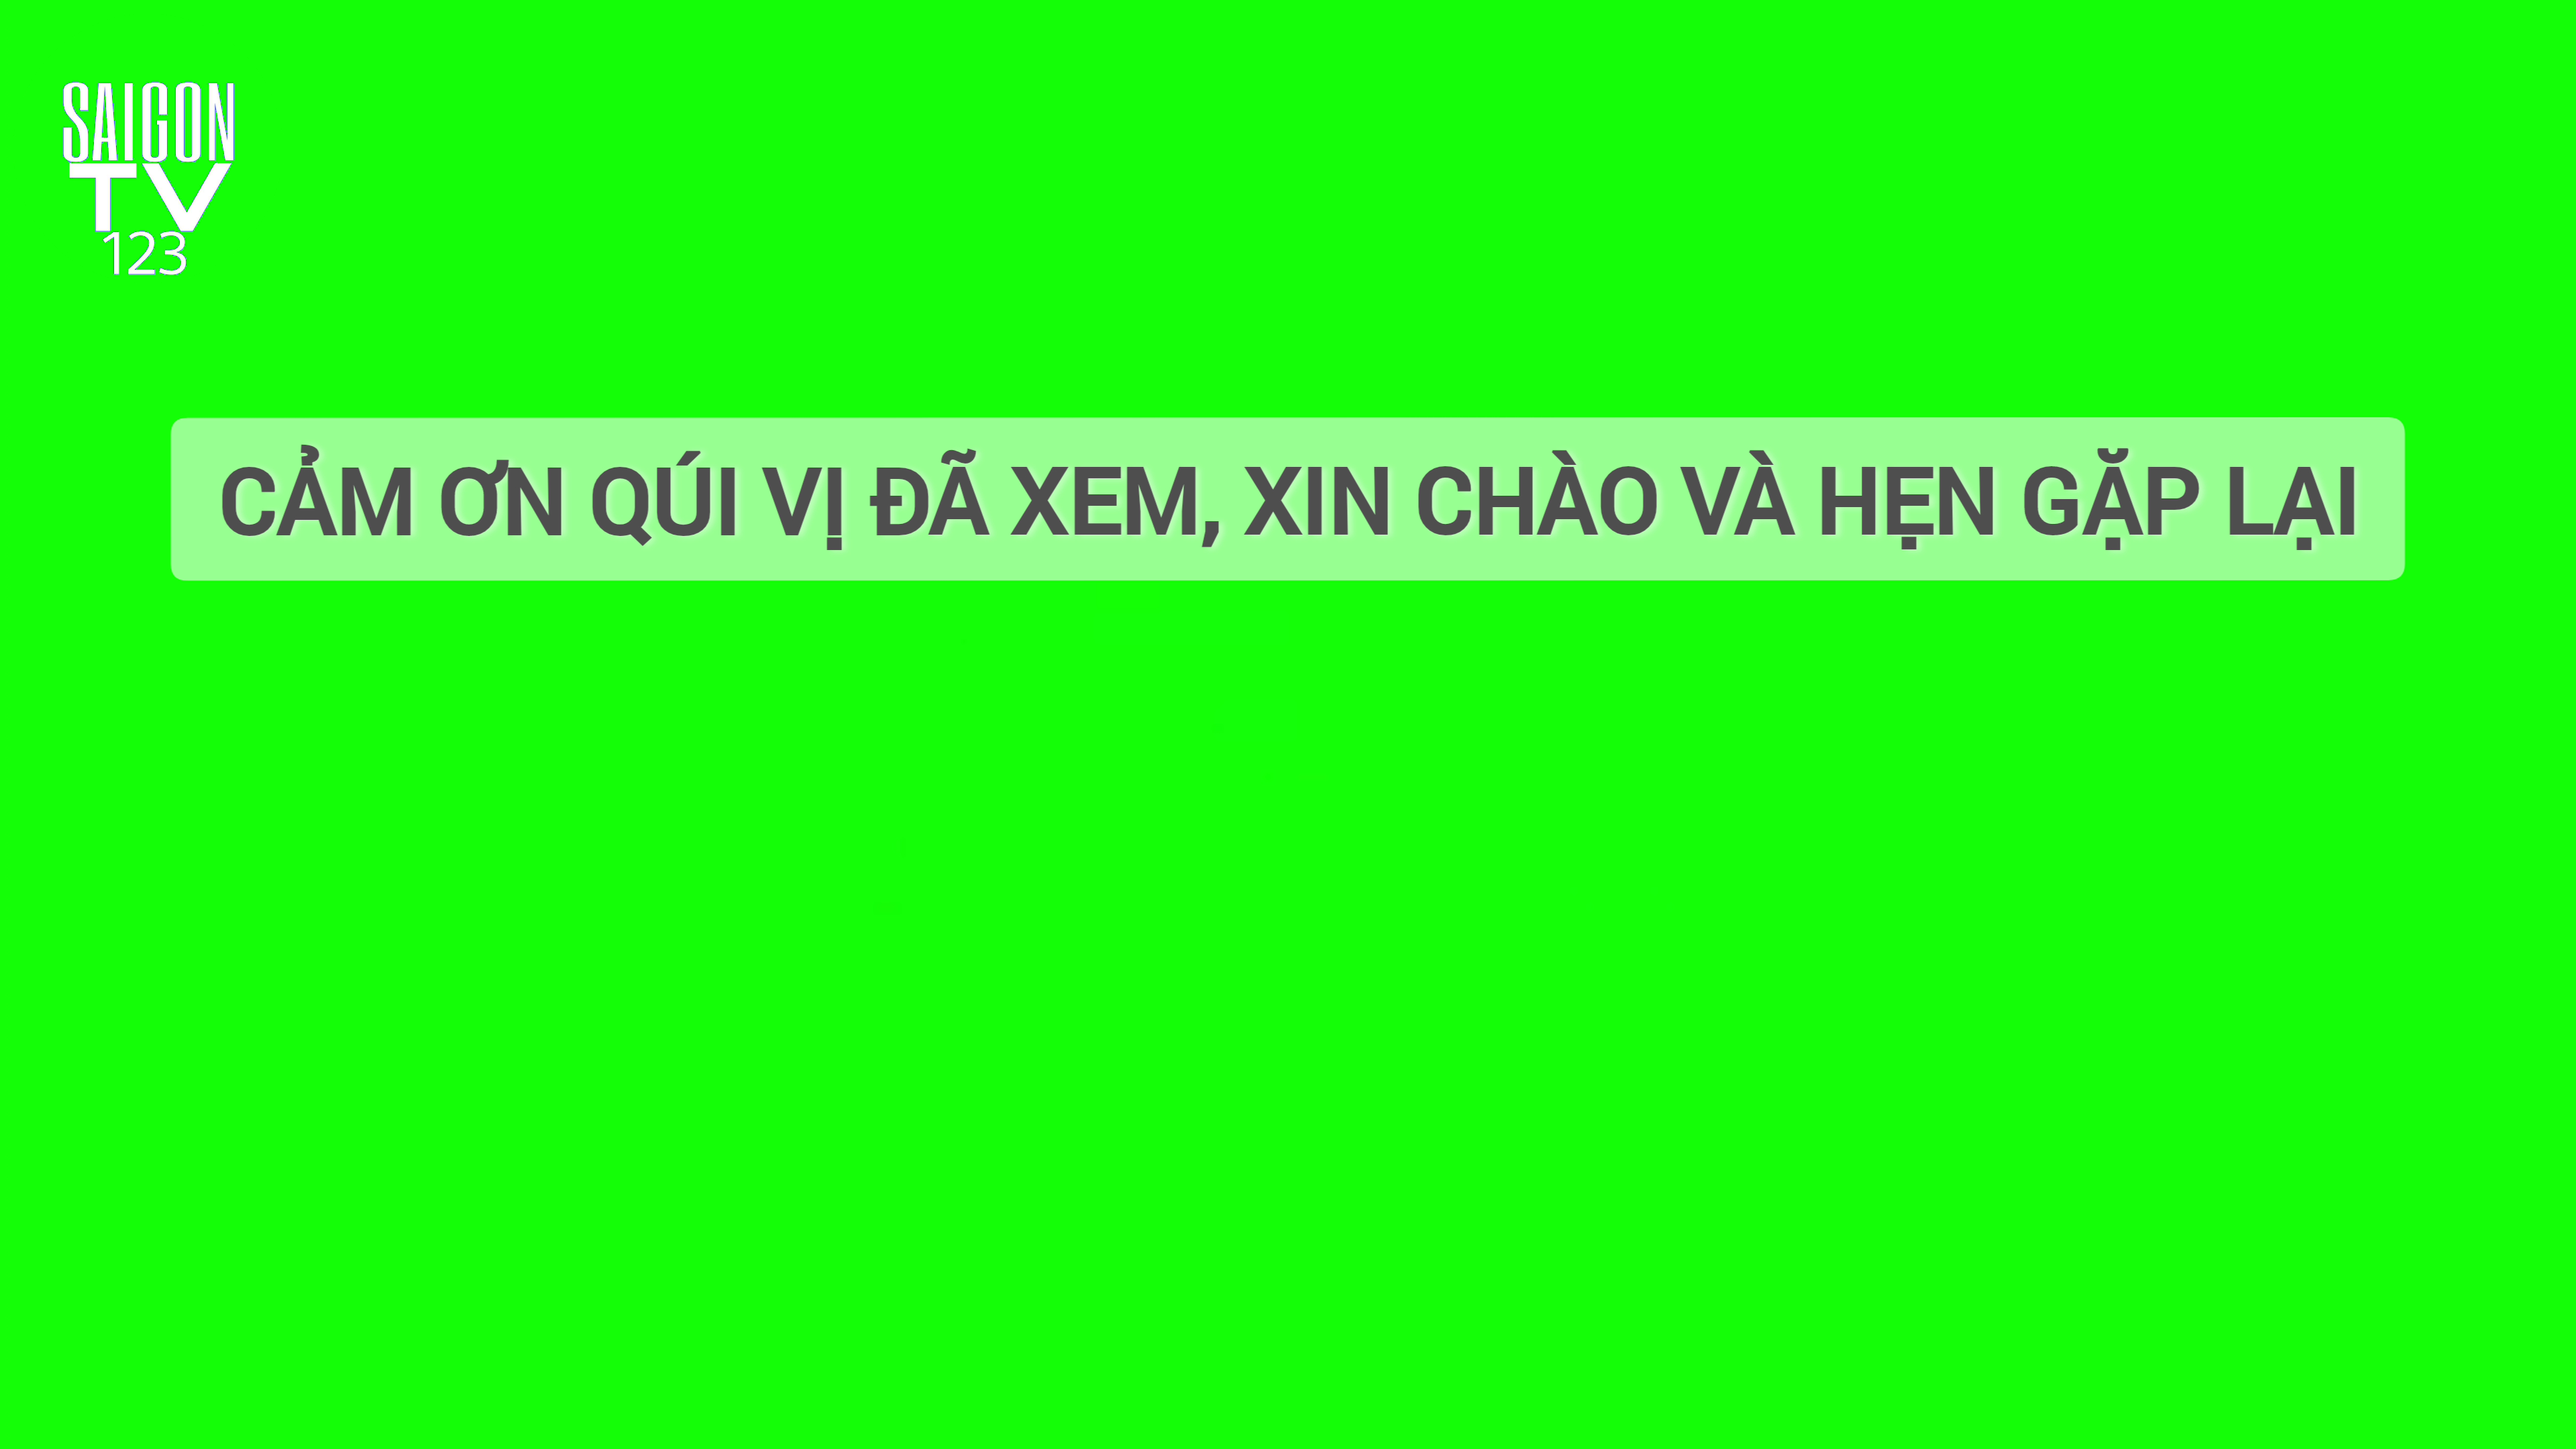 SAIGON
TV
123
CẢM ƠN QÚI VỊ ĐÃ XEM, XIN CHÀO VÀ HẸN GẶP LẠI